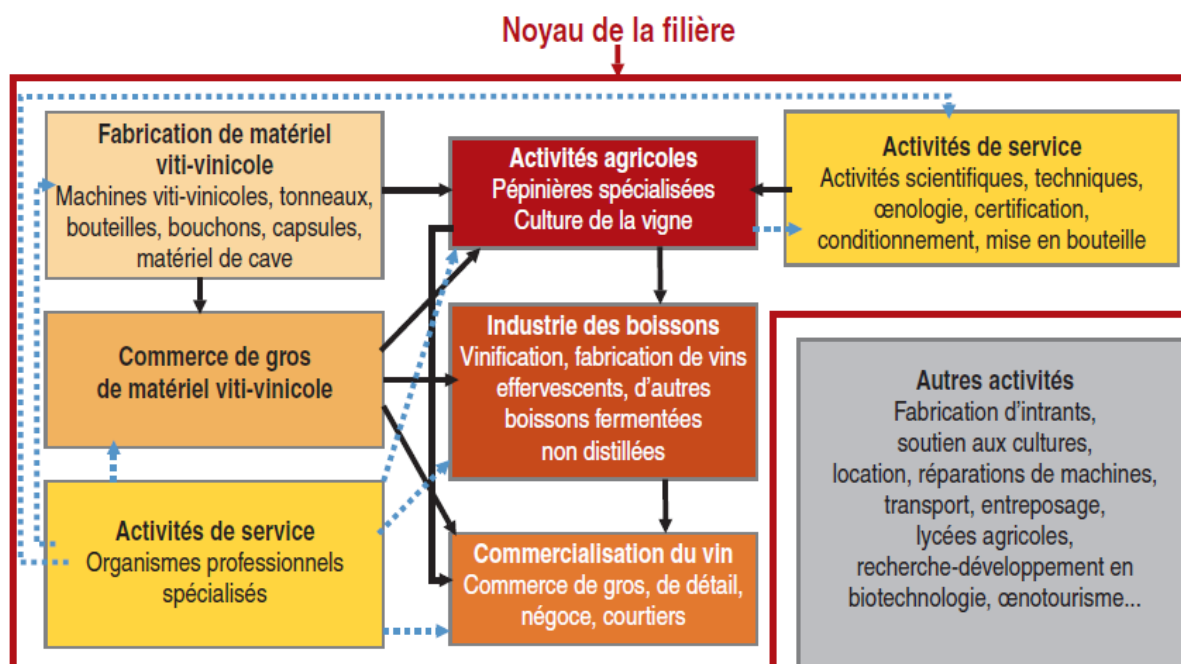 Noyau de la filière
Fabrication de matériel
viti-vinicole
Machines viti-vinicoles, tonneaux,
bouteilles, bouchons, capsules,
matériel de cave
Activités agricoles
Pépinières spécialisées
Culture de la vigne
Activités de service
Activités scientifiques, techniques,
œnologie, certification,
conditionnement, mise en bouteille
Commerce de gros
de matériel viti-vinicole
Industrie des boissons
Vinification, fabrication de vins
effervescents, d'autres
boissons fermentées
non distillées
Autres activités
Fabrication d'intrants,
soutien aux cultures,
location, réparations de machines,
transport, entreposage,
lycées agricoles,
recherche-développement en
biotechnologie, œnotourisme...
Activités de service
Organismes professionnels
spécialisés
Commercialisation du vin
Commerce de gros, de détail,
négoce, courtiers